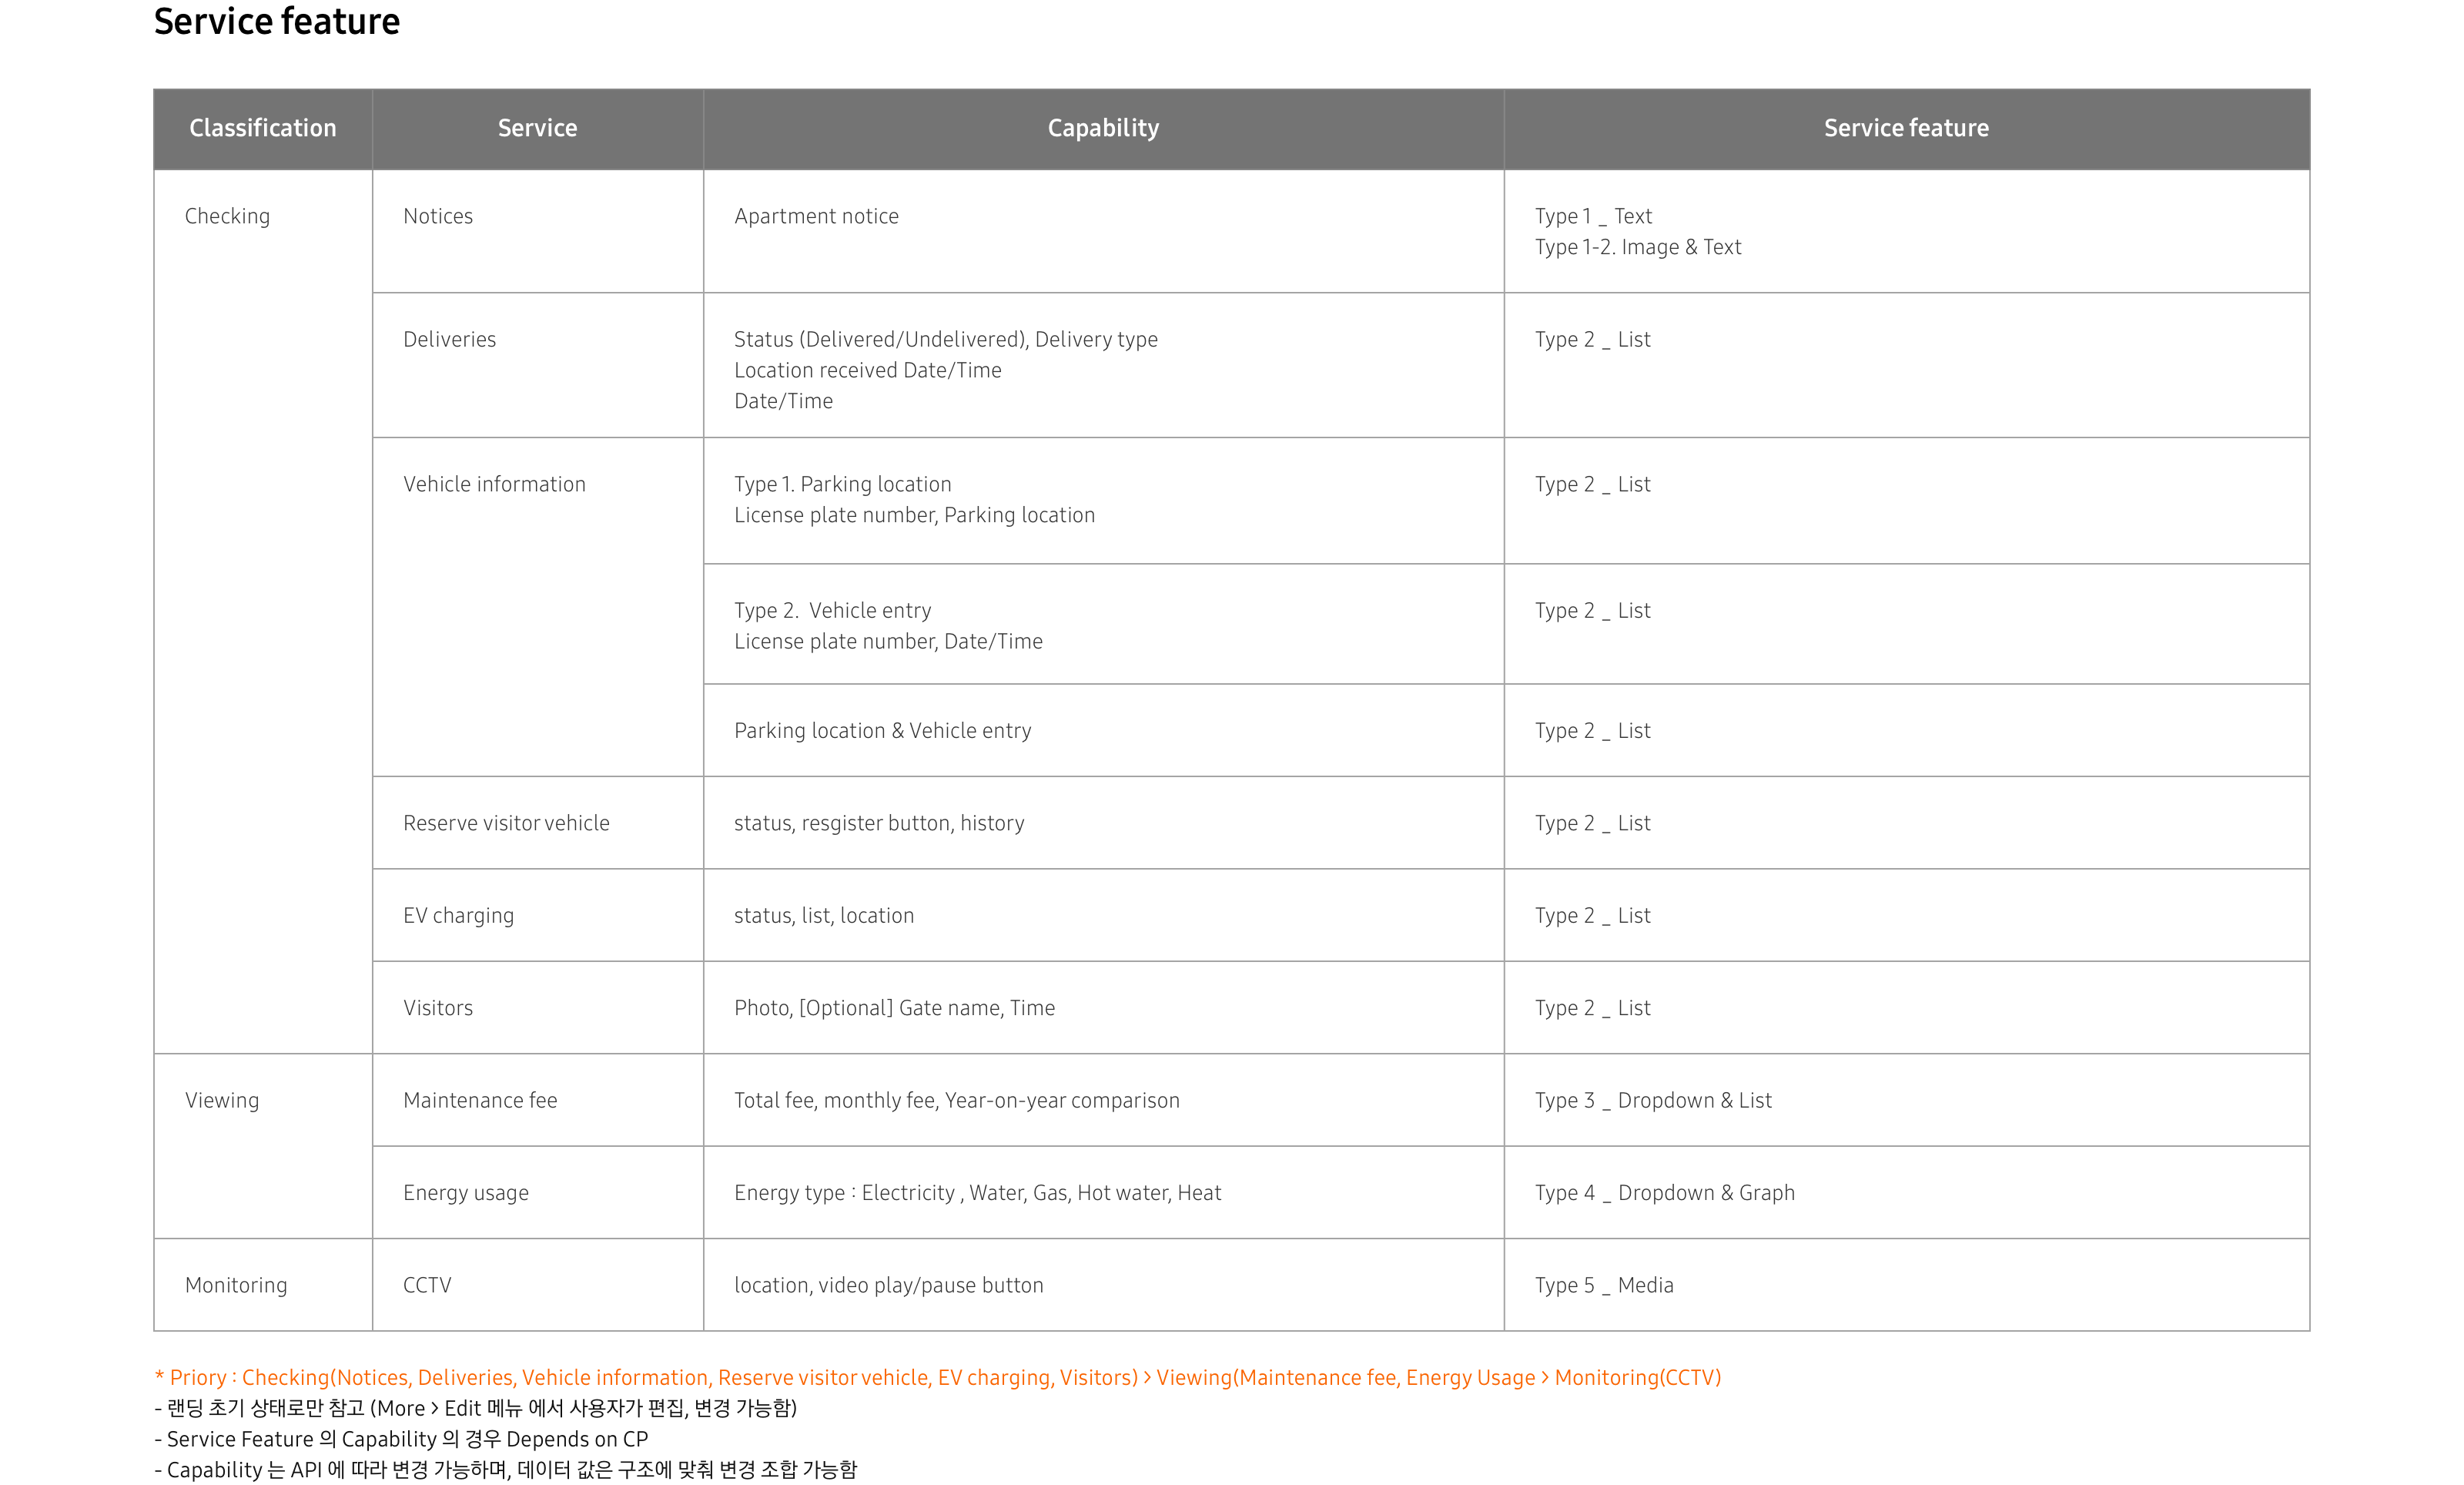 Service feature
Classification Service Capability Service feature
Checking Notices Apartment notice Type 1 _ Text
Type 1-2. Image & Text
Deliveries Status (Delivered/Undelivered), Delivery type Type 2 _ List
Location received Date/Time
Date/Time
Vehicle information Type 1. Parking location Type 2 _ List
License plate number, Parking location
Type 2. Vehicle entry Type 2 _ List
License plate number, Date/Time
Parking location & Vehicle entry Type 2 _ List
Reserve visitor vehicle status, resgister button, history Type 2 _ List
EV charging status, list, location Type 2 _ List
Visitors Photo, [Optional] Gate name, Time Type 2 _ List
Viewing Maintenance fee Total fee, monthly fee, Year-on-year comparison Type 3 _ Dropdown & List
Energy usage Energy type : Electricity , Water, Gas, Hot water, Heat Type 4 _ Dropdown & Graph
Monitoring CCTV location, video play/pause button Type 5 _ Media
* Priory : Checking(Notices, Deliveries, Vehicle information, Reserve visitor vehicle, EV charging, Visitors) > Viewing(Maintenance fee, Energy Usage > Monitoring(CCTV)
- 랜딩 초기 상태로만 참고 (More > Edit 메뉴 에서 사용자가 편집, 변경 가능함)
- Service Feature 의 Capability 의 경우 Depends on CP
- Capability 는 API 에 따라 변경 가능하며, 데이터 값은 구조에 맞춰 변경 조합 가능함